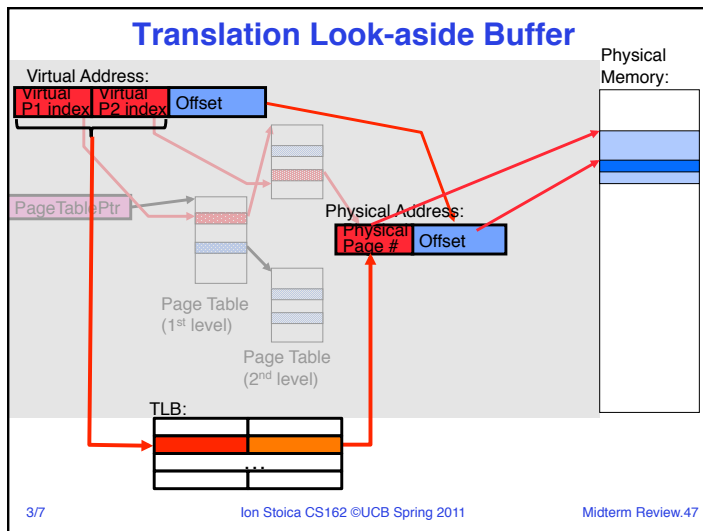 Translation Look-aside Buffer
Physical
Memory:
Virtual Address:
Virtual
P1 index
Virtual
P2 index
Offset
PageTablePtr
Physical Address:
Physical
Page #
Offset
Page Table
(1st level)
Page Table
(2nd level)
TLB:
…
3/7
Ion Stoica CS162 ©UCB Spring 2011
Midterm Review.47